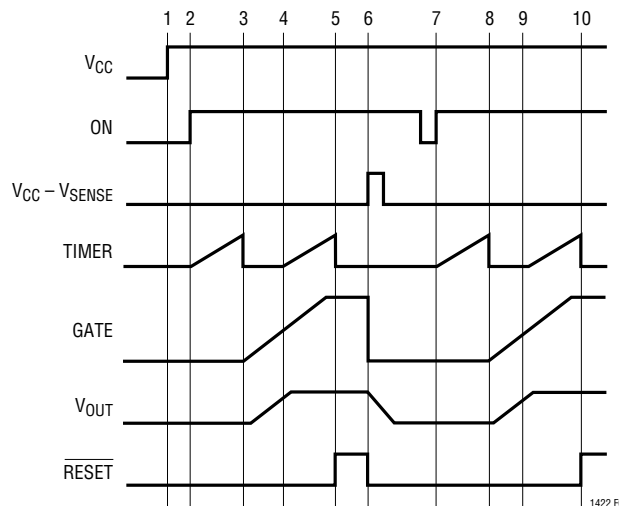 1 2 3 4 5 6 7 8 9 10
VCC
ON
VCC – VSENSE
TIMER
GATE
VOUT
RESET
1422